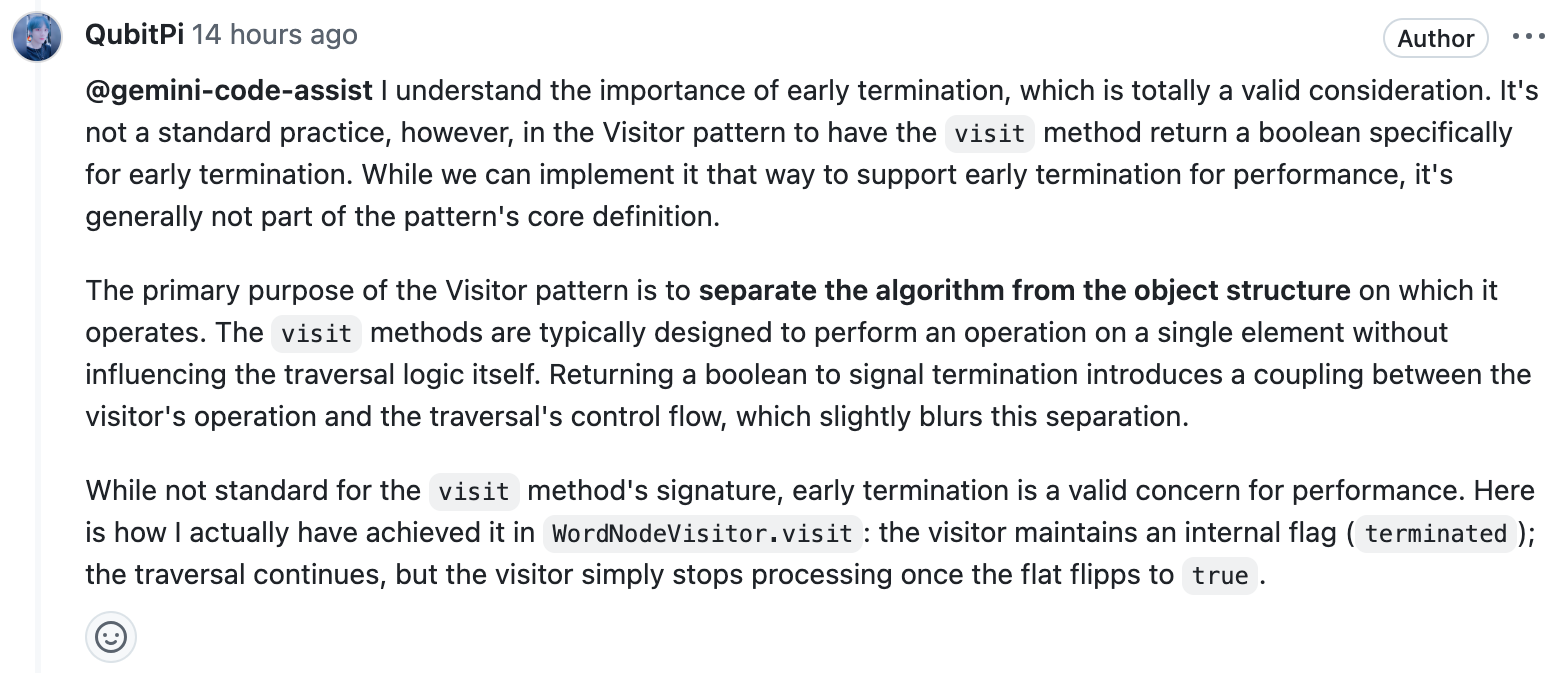 QubitPi 14 hours ago
Author
@gemini-code-assist I understand the importance of early termination, which is totally a valid consideration. It's
not a standard practice, however, in the Visitor pattern to have the visit method return a boolean specifically
for early termination. While we can implement it that way to support early termination for performance, it's
generally not part of the pattern's core definition.
The primary purpose of the Visitor pattern is to separate the algorithm from the object structure on which it
operates. The visit methods are typically designed to perform an operation on a single element without
influencing the traversal logic itself. Returning a boolean to signal termination introduces a coupling between the
visitor's operation and the traversal's control flow, which slightly blurs this separation.
While not standard for the visit method's signature, early termination is a valid concern for performance. Here
is how I actually have achieved it in WordNodeVisitor.visit: the visitor maintains an internal flag (terminated);
the traversal continues, but the visitor simply stops processing once the flat flipps to true.